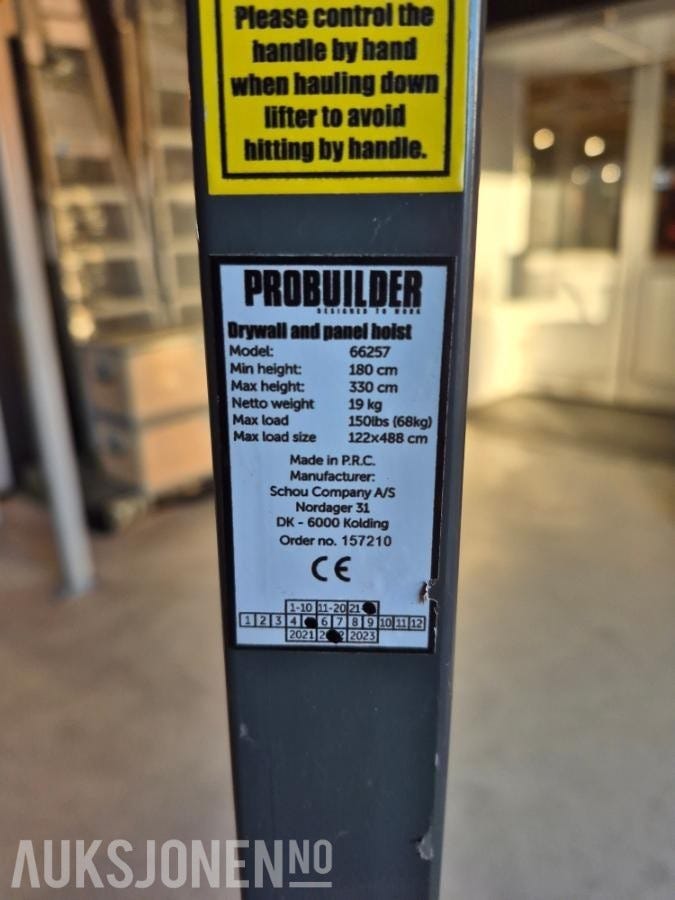 Please control the
handle by hand
when hauling down
lifter to avoid
hitting by handle.
PROBUILDER
DESIGNED TO WORK
Drywall and panel hoist
Model: 66257
Min height: 180 cm
Max height: 330 cm
Netto weight 19 kg
Max load 150lbs (68kg)
Max load size 122x488 cm
Made in P.R.C.
Manufacturer:
Schou Company A/S
Nordager 31
DK - 6000 Kolding
Order no. 157210
CE
1-10 11-20 21
1 2 3 4 6 7 8 9 10 11 12
2021 2 2 2023
AUKSJONEN NO